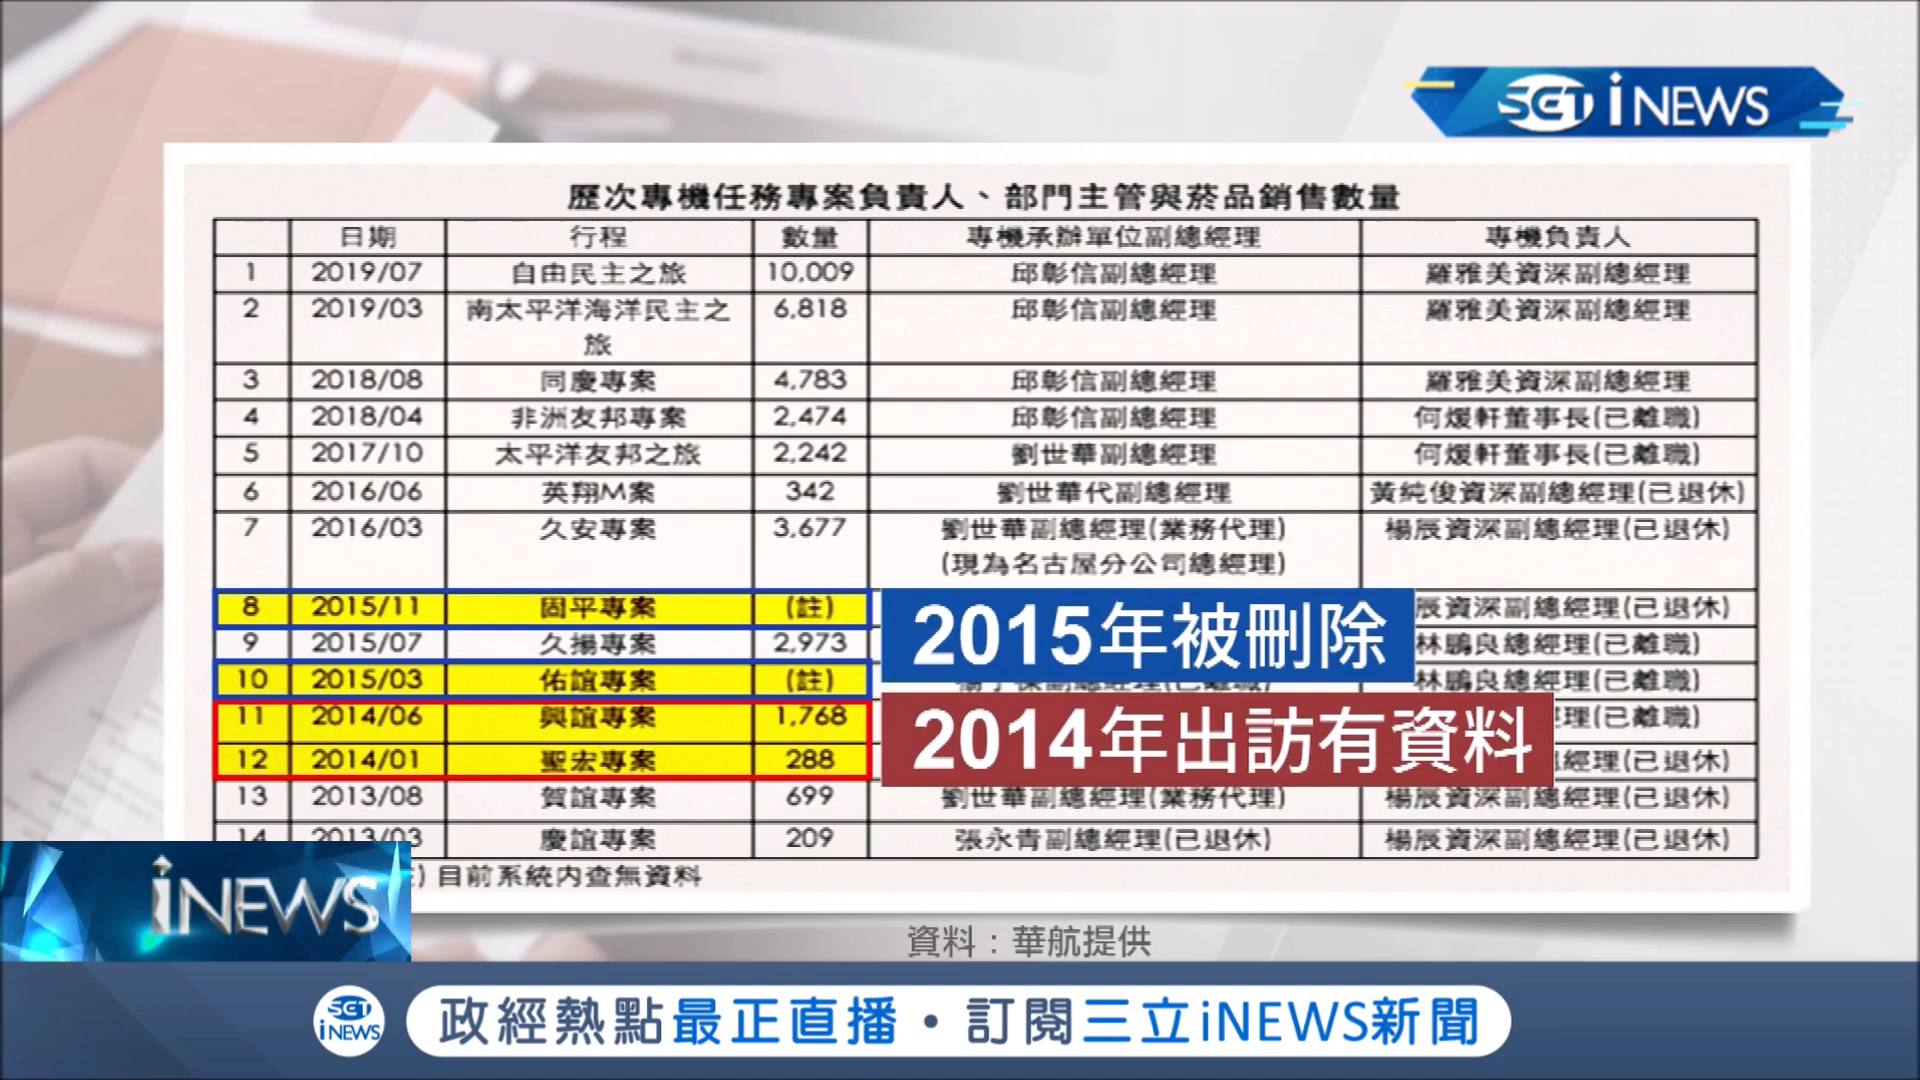 SET iNEWS
歷次專機任務專案負責人、部門主管與菸品銷售數量
日期 行程 數量 專機承辦單位副總經理 專機負責人
1 2019/07 自由民主之旅 10,009 邱彰信副總經理 羅雅美資深副總經理
2 2019/03 南太平洋海洋民主之 6,818 邱彰信副總經理 羅雅美資深副總經理
旅
3 2018/08 同慶專案 4,783 邱彰信副總經理 羅雅美資深副總經理
4 2018/04 非洲友邦專案 2,474 邱彰信副總經理 何煖軒董事長(已離職)
5 2017/10 太平洋友邦之旅 2,242 劉世華副總經理 何煖軒董事長(已離職)
6 2016/06 英翔M案 342 劉世華代副總經理 黃純俊資深副總經理(已退休)
7 2016/03 久安專案 3,677 劉世華副總經理(業務代理) 楊辰資深副總經理(已退休)
(現為名古屋分公司總經理)
8 2015/11 固平專案 (註) 辰資深副總經理(已退休)
2015年被刪除
9 2015/07 久揚專案 2,973 林鵬良總經理(已離職)
10 2015/03 佑誼專案 (註) 林鵬良總經理(已離職)
11 2014/06 興誼專案 1,768 理(已離職)
2014年出訪有資料
12 2014/01 聖宏專案 288 總經理(已退休)
13 2013/08 賀誼專案 699 劉世華副總經理(業務代理) 楊辰資深副總經理(已退休)
14 2013/03 慶誼專案 209 張永青副總經理(已退休) 楊辰資深副總經理(已退休)
) 目前系統內查無資料
iNEWS
資料：華航提供
SET iNEWS 政經熱點最正直播・訂閱三立iNEWS新聞